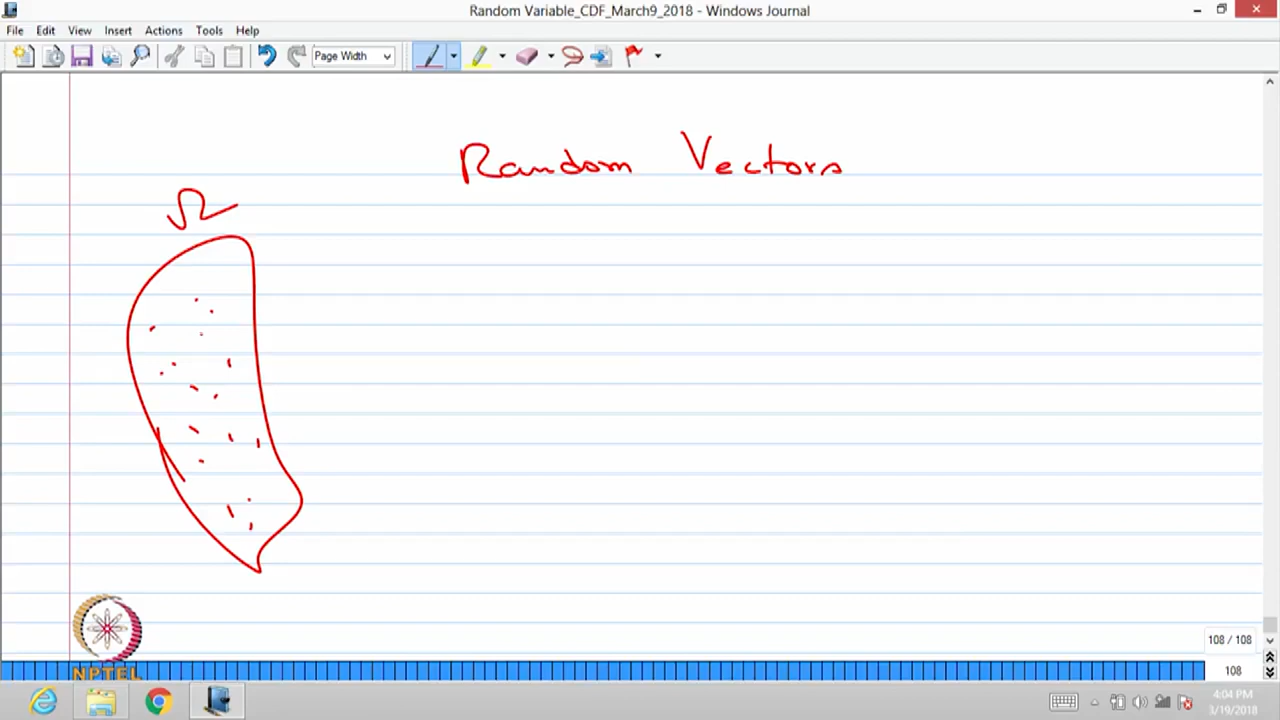 Random Variable_CDF_March9_2018 - Windows Journal
File Edit View Insert Actions Tools Help
Page Width
Random Vectors
Ω
108 / 108
108
NPTEL
4:04 PM
3/19/2018